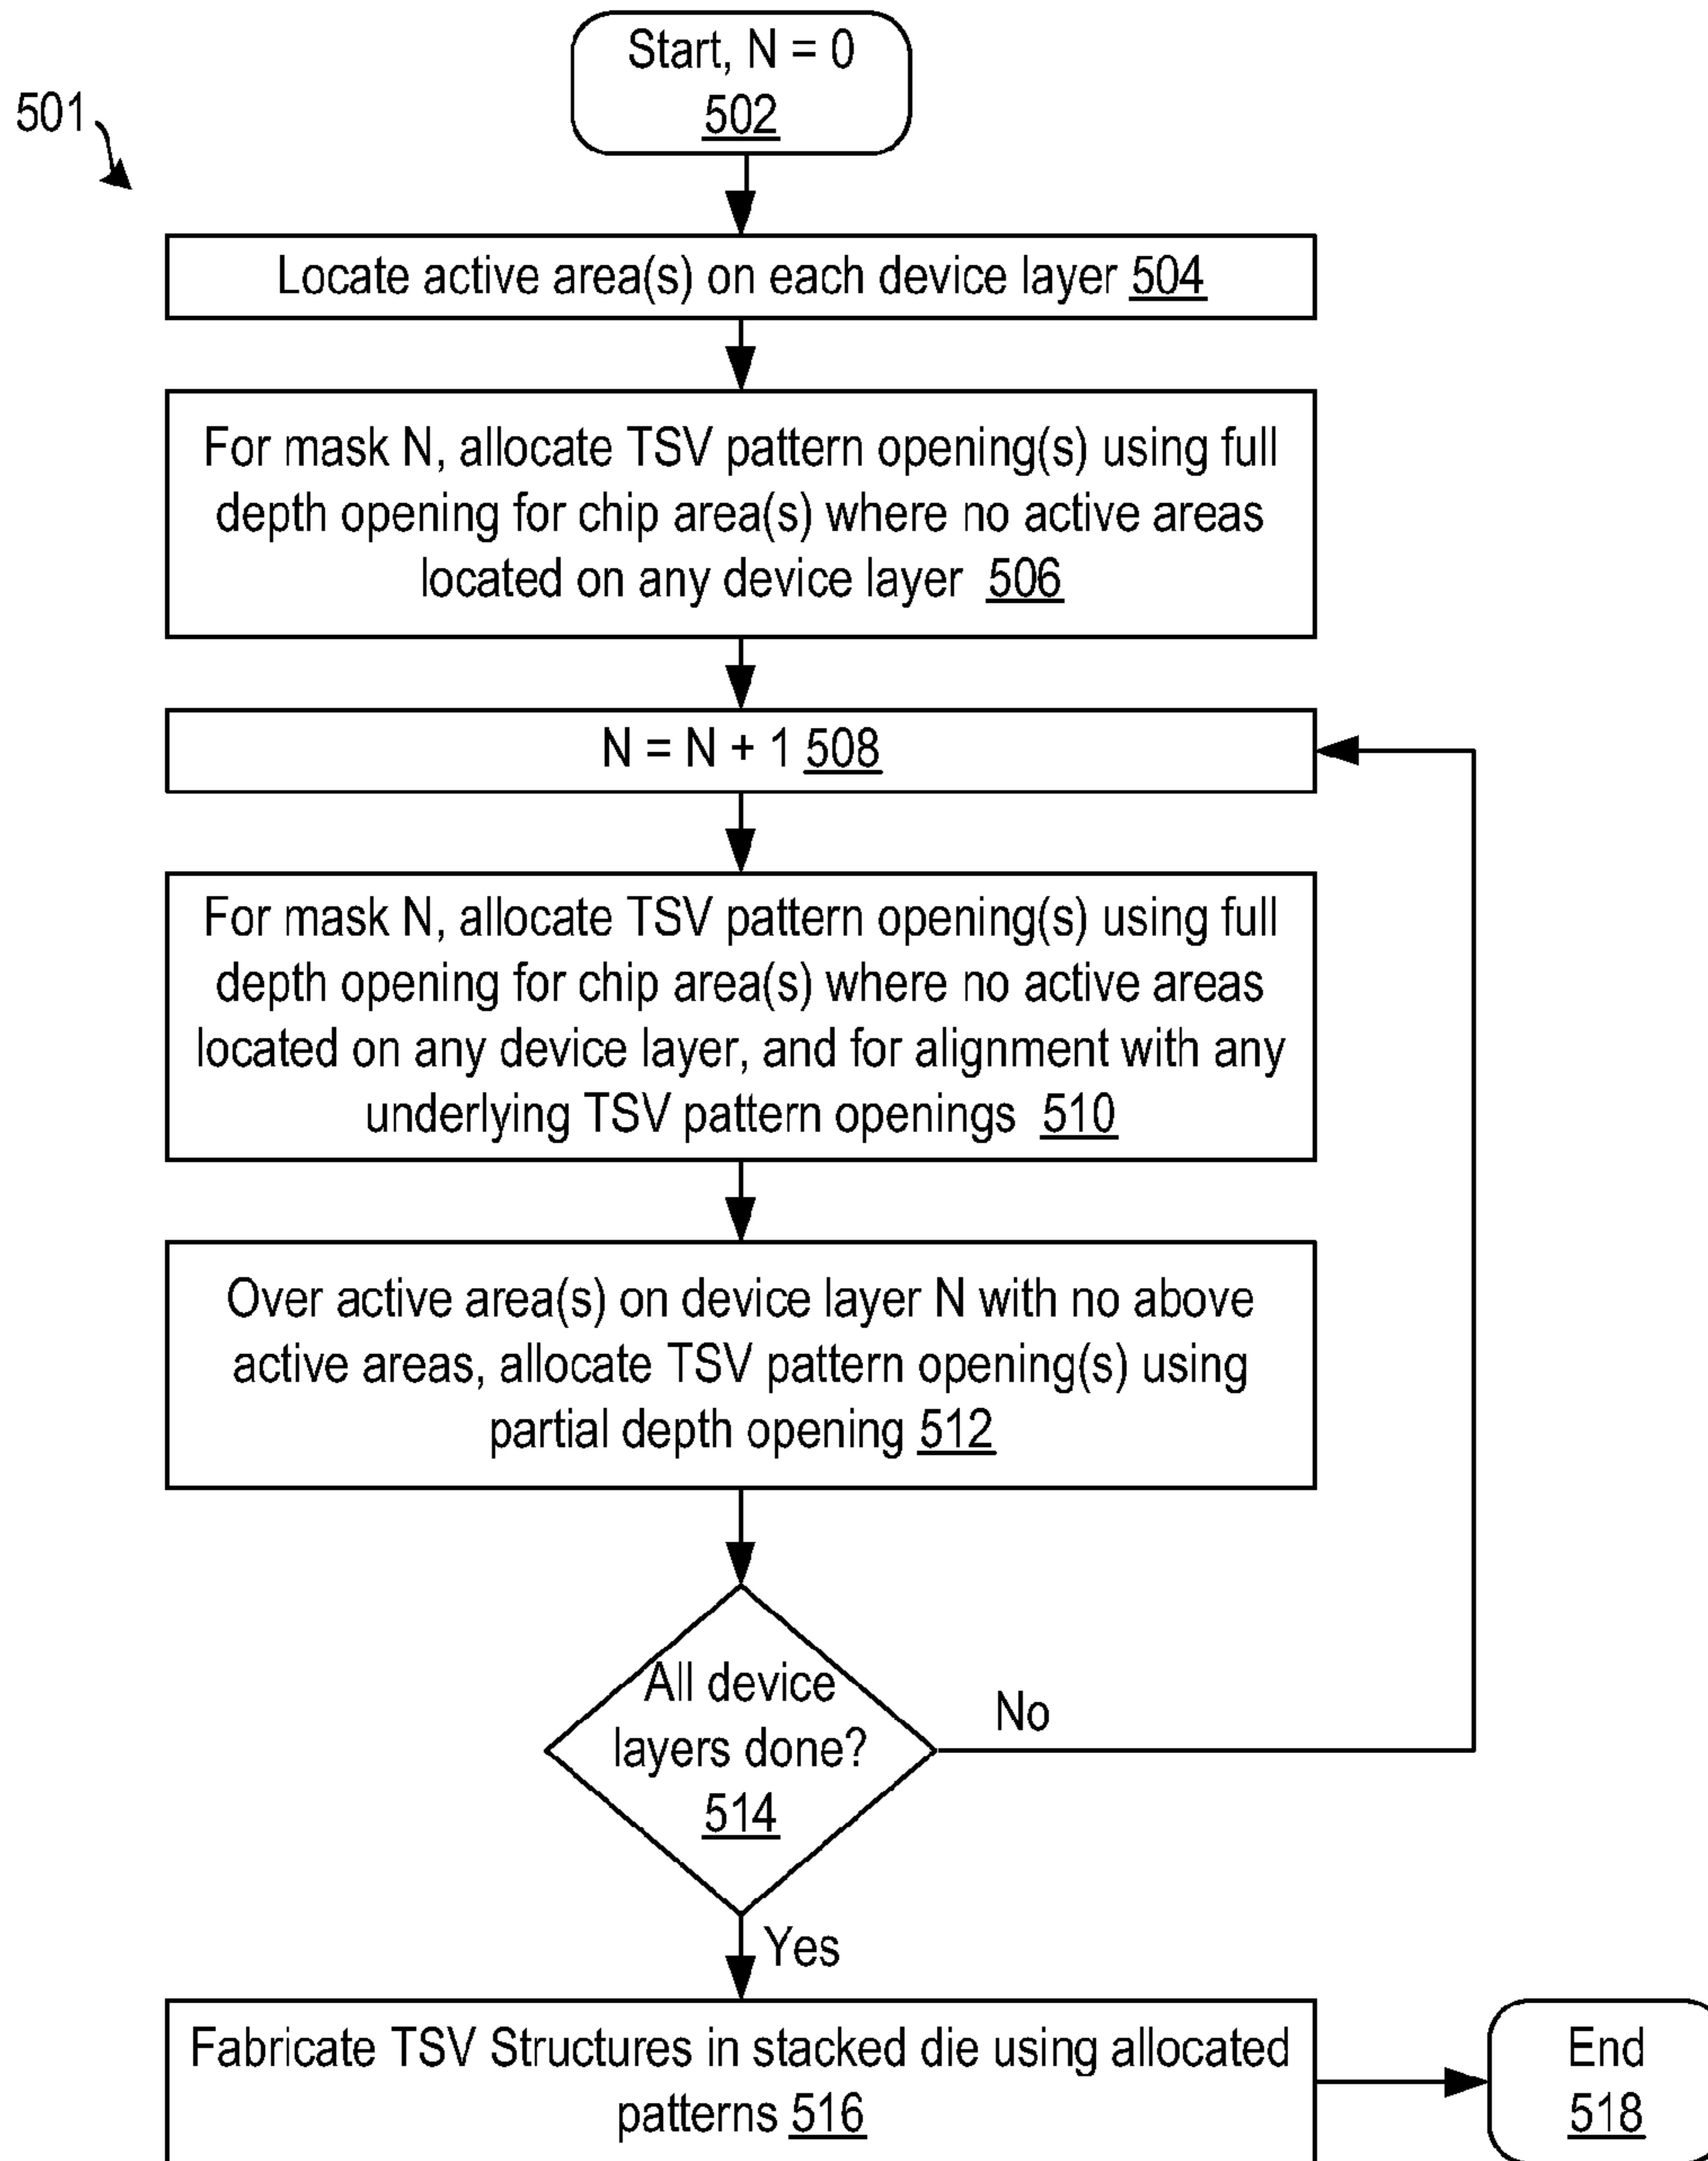 Start, N = 0
502
501
Locate active area(s) on each device layer 504
For mask N, allocate TSV pattern opening(s) using full
depth opening for chip area(s) where no active areas
located on any device layer 506
N = N + 1 508
For mask N, allocate TSV pattern opening(s) using full
depth opening for chip area(s) where no active areas
located on any device layer, and for alignment with any
underlying TSV pattern openings 510
Over active area(s) on device layer N with no above
active areas, allocate TSV pattern opening(s) using
partial depth opening 512
All device
layers done?
514
No
Yes
Fabricate TSV Structures in stacked die using allocated
patterns 516
End
518